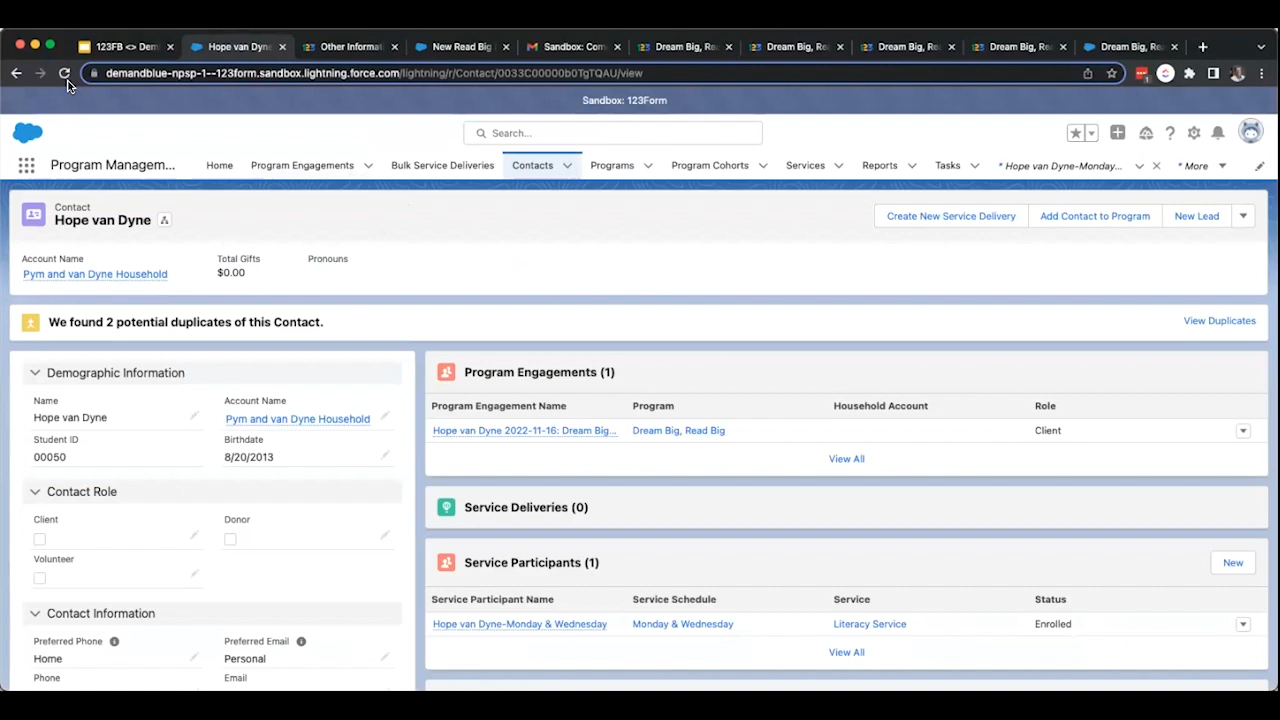 123FB <> Dem
Hope van Dyne
Other Informat
New Read Big
Sandbox: Com
Dream Big, Rea
Dream Big, Rea
Dream Big, Rea
Dream Big, Rea
Dream Big, Rea
demandblue-npsp-1--123form.sandbox.lightning.force.com/lightning/r/Contact/0033C00000b0TgTQAU/view
Sandbox: 123Form
Search...
Program Managem...
Home
Program Engagements
Bulk Service Deliveries
Contacts
Programs
Program Cohorts
Services
Reports
Tasks
* Hope van Dyne-Monday...
* More
Contact
Hope van Dyne
Create New Service Delivery
Add Contact to Program
New Lead
Account Name
Total Gifts
Pronouns
Pym and van Dyne Household
$0.00
We found 2 potential duplicates of this Contact.
View Duplicates
Demographic Information
Name
Account Name
Hope van Dyne
Pym and van Dyne Household
Student ID
Birthdate
00050
8/20/2013
Contact Role
Client
Donor
Volunteer
Contact Information
Preferred Phone
Preferred Email
Home
Personal
Phone
Email
Program Engagements (1)
Program Engagement Name
Program
Household Account
Role
Hope van Dyne 2022-11-16: Dream Big...
Dream Big, Read Big
Client
View All
Service Deliveries (0)
Service Participants (1)
New
Service Participant Name
Service Schedule
Service
Status
Hope van Dyne-Monday & Wednesday
Monday & Wednesday
Literacy Service
Enrolled
View All